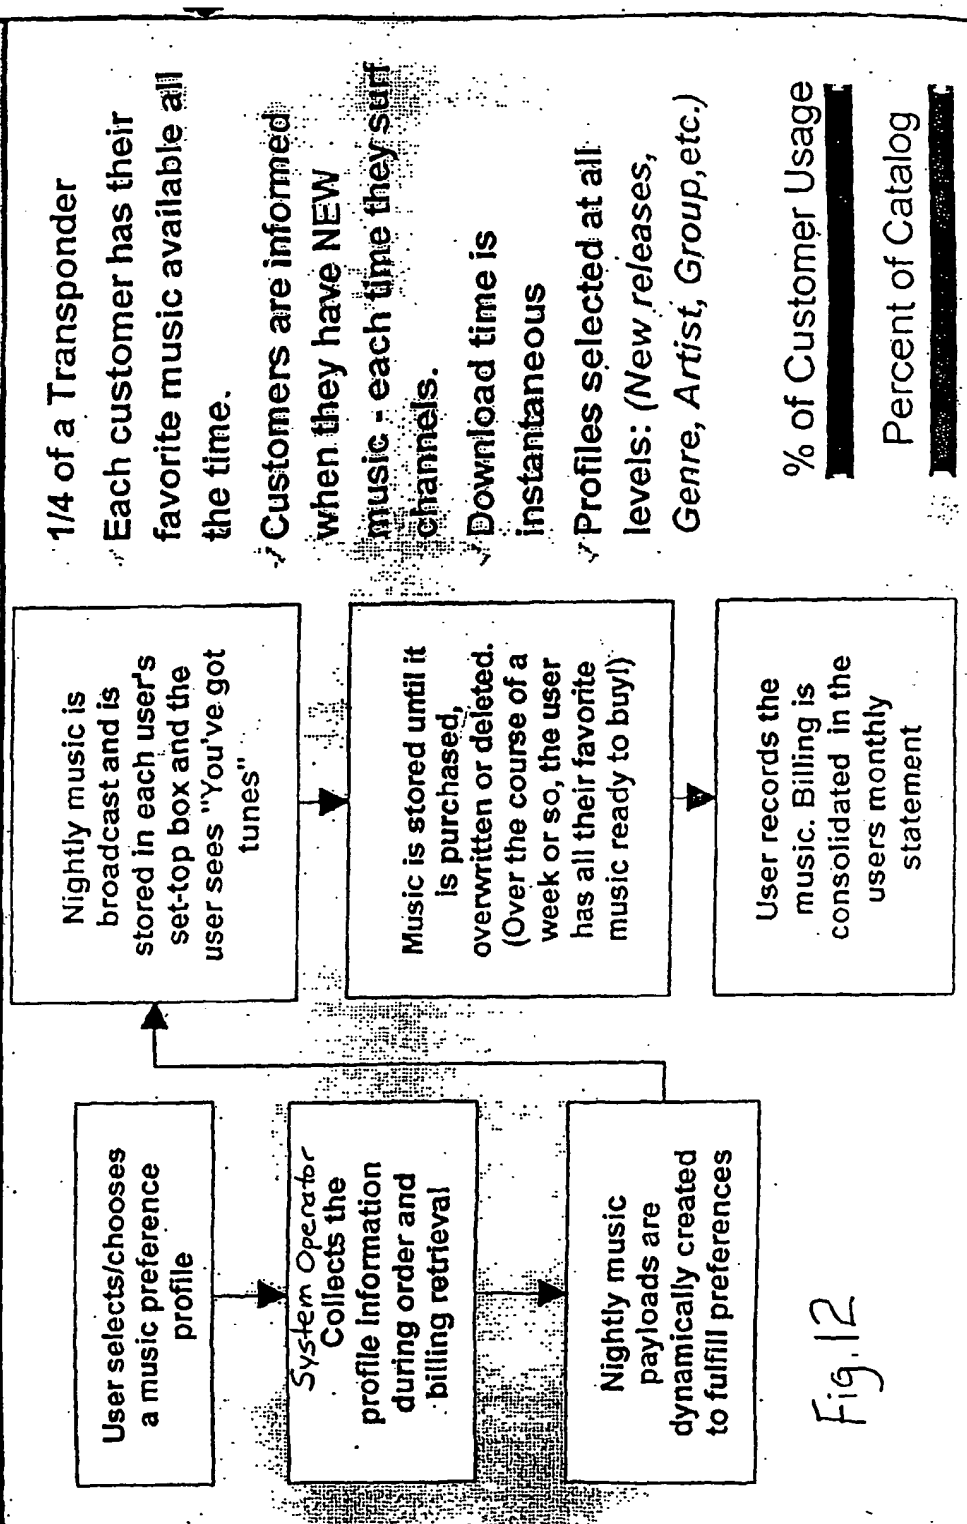 User selects/chooses
a music preference
profile
System Operator
Collects the
profile Information
during order and
billing retrieval
Nightly music
payloads are
dynamically created
to fulfill preferences
Nightly music is
broadcast and is
stored in each user's
set-top box and the
user sees "You've got
tunes"
Music is stored until it
is purchased,
overwritten or deleted.
(Over the course of a
week or so, the user
has all their favorite
music ready to buy!)
User records the
music. Billing is
consolidated in the
users monthly
statement
1/4 of a Transponder
✓ Each customer has their
favorite music available all
the time.
✓ Customers are informed
when they have NEW
music - each time they surf
channels.
✓ Download time is
instantaneous
✓ Profiles selected at all
levels: (New releases,
Genre, Artist, Group, etc.)
% of Customer Usage
Percent of Catalog
Fig. 12